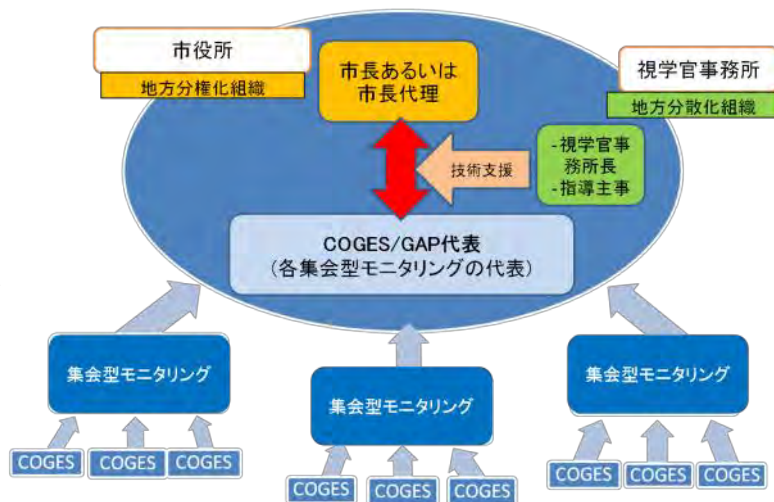 市役所
地方分権化組織
市長あるいは
市長代理
視学官事務所
地方分散化組織
技術支援
-視学官事
務所長
-指導主事
COGES/GAP代表
(各集会型モニタリングの代表)
集会型モニタリング
集会型モニタリング
集会型モニタリング
COGES
COGES
COGES
COGES
COGES
COGES
COGES
COGES
COGES